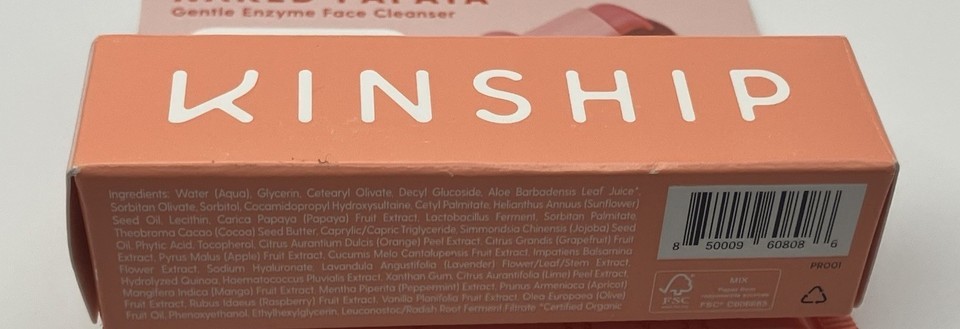 NAKED PAPAYA
Gentle Enzyme Face Cleanser
KINSHIP
Ingredients: Water (Aqua), Glycerin, Cetearyl Olivate, Decyl Glucoside, Aloe Barbadensis Leaf Juice*,
Sorbitan Olivate, Sorbitol, Cocamidopropyl Hydroxysultaine, Cetyl Palmitate, Helianthus Annuus (Sunflower)
Seed Oil, Lecithin, Carica Papaya (Papaya) Fruit Extract, Lactobacillus Ferment, Sorbitan Palmitate,
Theobroma Cacao (Cocoa) Seed Butter, Caprylic/Capric Triglyceride, Simmondsia Chinensis (Jojoba) Seed
Oil, Phytic Acid, Tocopherol, Citrus Aurantium Dulcis (Orange) Peel Extract, Citrus Grandis (Grapefruit) Fruit
Extract, Pyrus Malus (Apple) Fruit Extract, Cucumis Melo Cantalupensis Fruit Extract, Impatiens Balsamina
Flower Extract, Sodium Hyaluronate, Lavandula Angustifolia (Lavender) Flower/Leaf/Stem Extract,
Hydrolyzed Quinoa, Haematococcus Pluvialis Extract, Xanthan Gum, Citrus Aurantifolia (Lime) Peel Extract,
Mangifera Indica (Mango) Fruit Extract, Mentha Piperita (Peppermint) Extract, Prunus Armeniaca (Apricot)
Fruit Extract, Rubus Idaeus (Raspberry) Fruit Extract, Vanilla Planifolia Fruit Extract, Olea Europaea (Olive)
Fruit Oil, Phenoxyethanol, Ethylhexylglycerin, Leuconostoc/Radish Root Ferment Filtrate *Certified Organic
8 50009 60808 6
PR001
FSC
MIX
Paper from
responsible sources